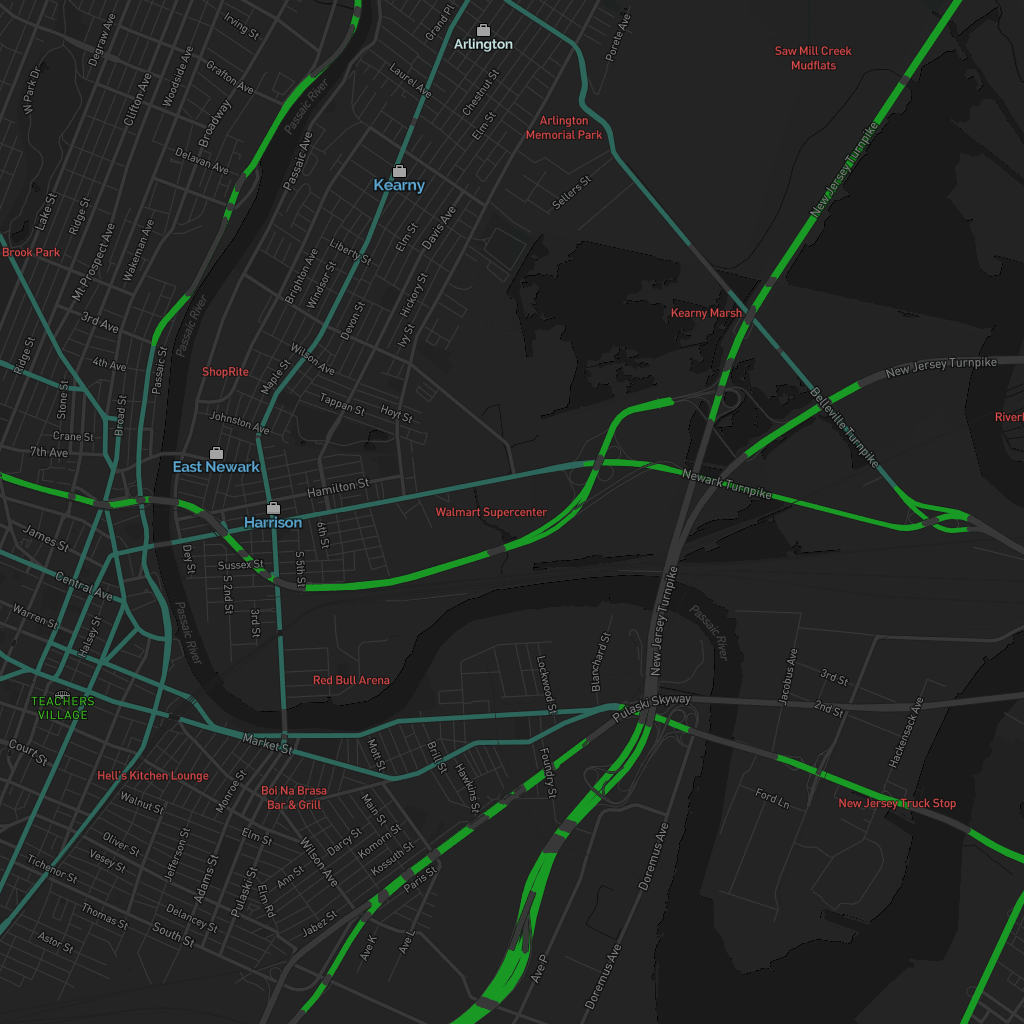 Irving St
Grand Pl
Arlington
Porete Ave
Saw Mill Creek
Mudflats
Degraw Ave
Woodside Ave
Grafton Ave
W Park Dr
Clifton Ave
Broadway
Passaic River
Laurel Ave
Chestnut St
Elm St
Arlington
Memorial Park
Delavan Ave
Passaic Ave
Kearny
Sellers St
New Jersey Turnpike
Lake St
Ridge St
Mt Prospect Ave
Wakeman Ave
Brook Park
Liberty St
Elm St
Davis Ave
Brighton Ave
Windsor St
Hickory St
Devon St
Ivy St
Kearny Marsh
3rd Ave
Passaic River
Ridge St
4th Ave
Passaic St
ShopRite
Maple St
Wilson Ave
New Jersey Turnpike
Stone St
Broad St
Tappan St
Hoyt St
Belleville Turnpike
Crane St
7th Ave
Johnston Ave
East Newark
Hamilton St
Newark Turnpike
Harrison
Walmart Supercenter
James St
6th St
Dey St
Sussex St
S 5th St
S 2nd St
3rd St
Central Ave
Warren St
Halsey St
Passaic River
New Jersey Turnpike
Passaic River
Red Bull Arena
Lockwood St
Blanchard St
Jacobus Ave
3rd St
2nd St
Hackensack Ave
TEACHERS
VILLAGE
Pulaski Skyway
Court St
Market St
Mott St
Brill St
Hawkins St
Foundry St
Hell's Kitchen Lounge
Boi Na Brasa
Bar & Grill
Ford Ln
New Jersey Truck Stop
Walnut St
Monroe St
Main St
Oliver St
Elm St
Darcy St
Komorn St
Kossuth St
Vesey St
Jefferson St
Wilson Ave
Paris St
Doremus Ave
Tichenor St
Adams St
Pulaski St
Ann St
Elm Rd
Thomas St
Delancey St
South St
Jabez St
Astor St
Ave K
Ave L
Ave P
Doremus Ave